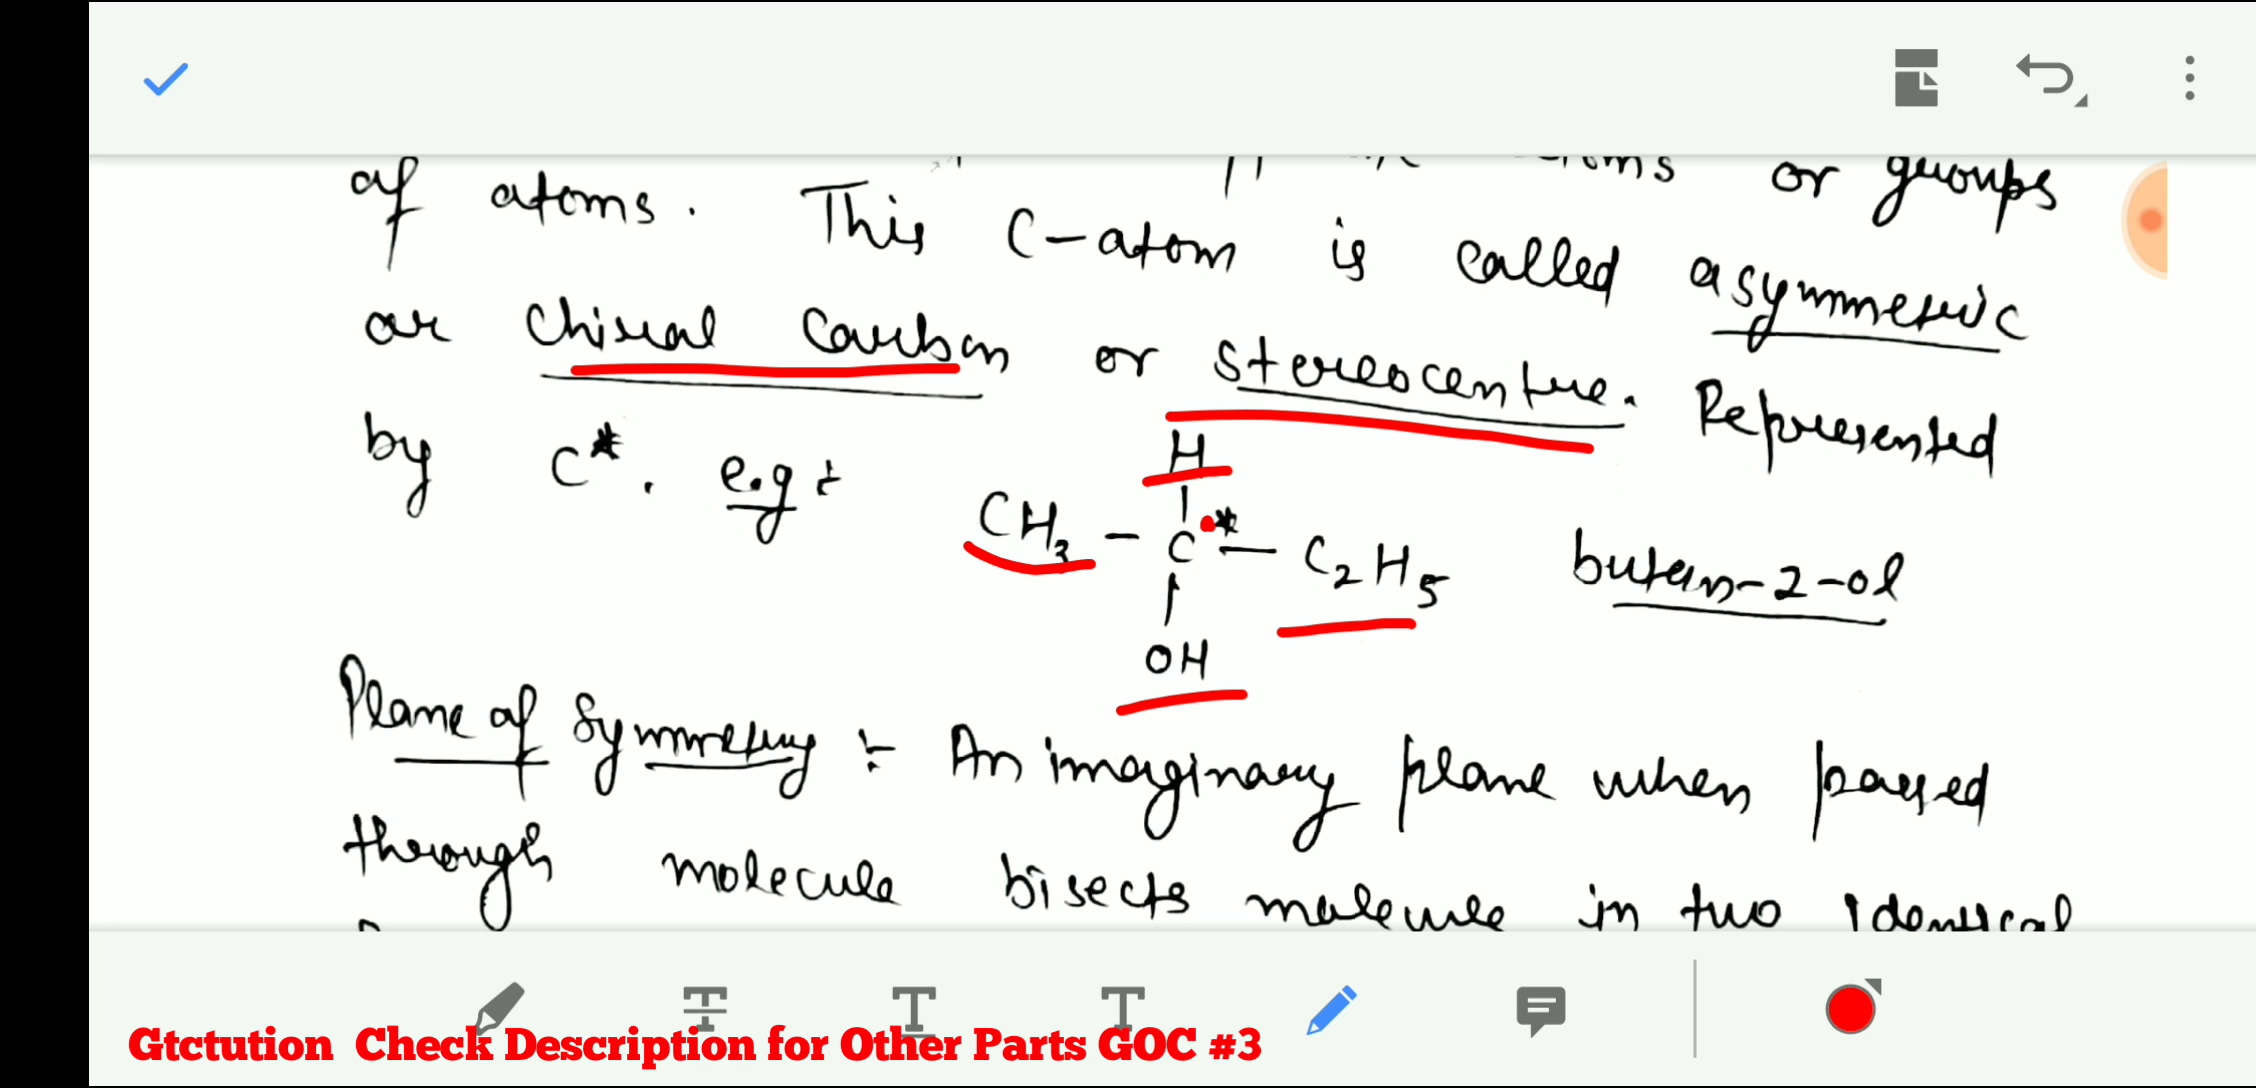 of atoms. This C-atom is called asymmetric or groups
or Chiral Carbon or Stereocentre. Represented
by C*. e.g :-
H
CH3 - C* - C2H5 butan-2-ol
OH
Plane of Symmetry :- An imaginary plane when passed
through molecule bisects molecule in two identical
Gtctution Check Description for Other Parts GOC #3